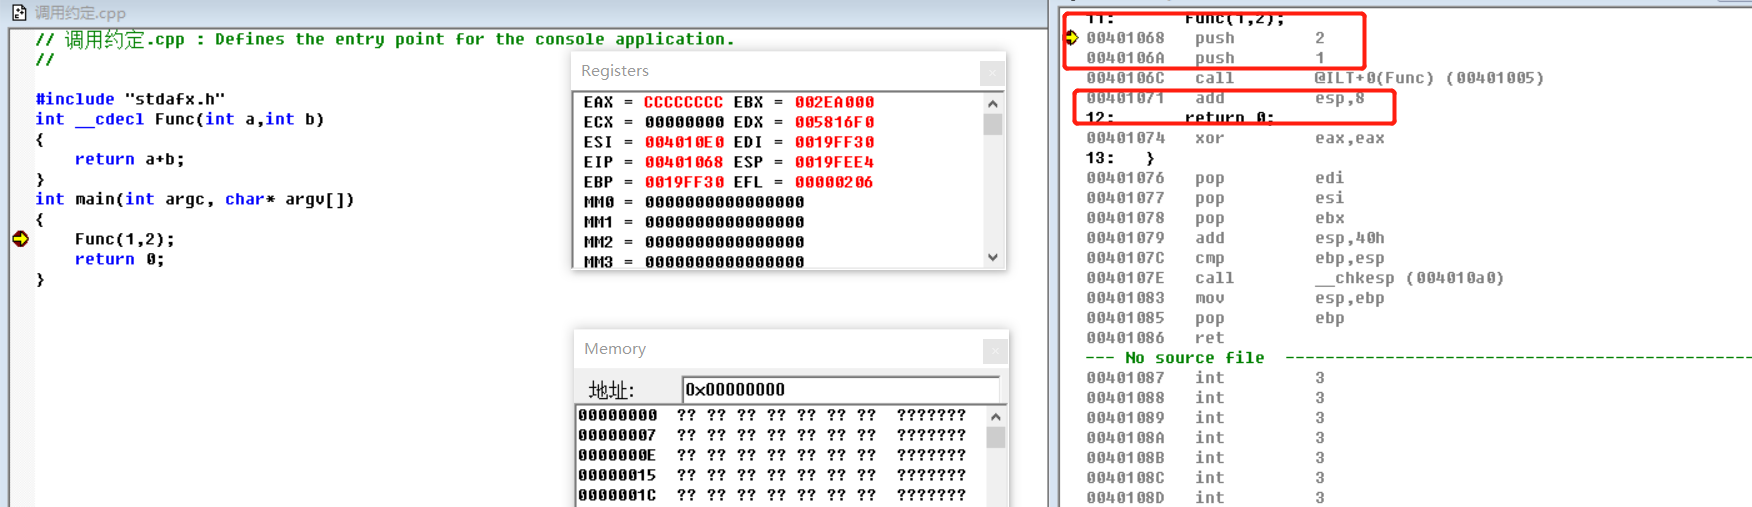 调用约定.cpp
// 调用约定.cpp : Defines the entry point for the console application.
//
#include "stdafx.h"
int __cdecl Func(int a,int b)
{
return a+b;
}
int main(int argc, char* argv[])
{
Func(1,2);
return 0;
}
Registers
EAX = CCCCCCCC EBX = 002EA000
ECX = 00000000 EDX = 005816F0
ESI = 004010E0 EDI = 0019FF30
EIP = 00401068 ESP = 0019FEE4
EBP = 0019FF30 EFL = 00000206
MM0 = 0000000000000000
MM1 = 0000000000000000
MM2 = 0000000000000000
MM3 = 0000000000000000
Memory
地址: 0x00000000
00000000 ?? ?? ?? ?? ?? ?? ?? ???????
00000007 ?? ?? ?? ?? ?? ?? ?? ???????
0000000E ?? ?? ?? ?? ?? ?? ?? ???????
00000015 ?? ?? ?? ?? ?? ?? ?? ???????
0000001C ?? ?? ?? ?? ?? ?? ?? ???????
11: Func(1,2);
00401068 push 2
0040106A push 1
0040106C call @ILT+0(Func) (00401005)
00401071 add esp,8
12: return 0;
00401074 xor eax,eax
13: }
00401076 pop edi
00401077 pop esi
00401078 pop ebx
00401079 add esp,40h
0040107C cmp ebp,esp
0040107E call __chkesp (004010a0)
00401083 mov esp,ebp
00401085 pop ebp
00401086 ret
--- No source file -----------------------------------------------
00401087 int 3
00401088 int 3
00401089 int 3
0040108A int 3
0040108B int 3
0040108C int 3
0040108D int 3